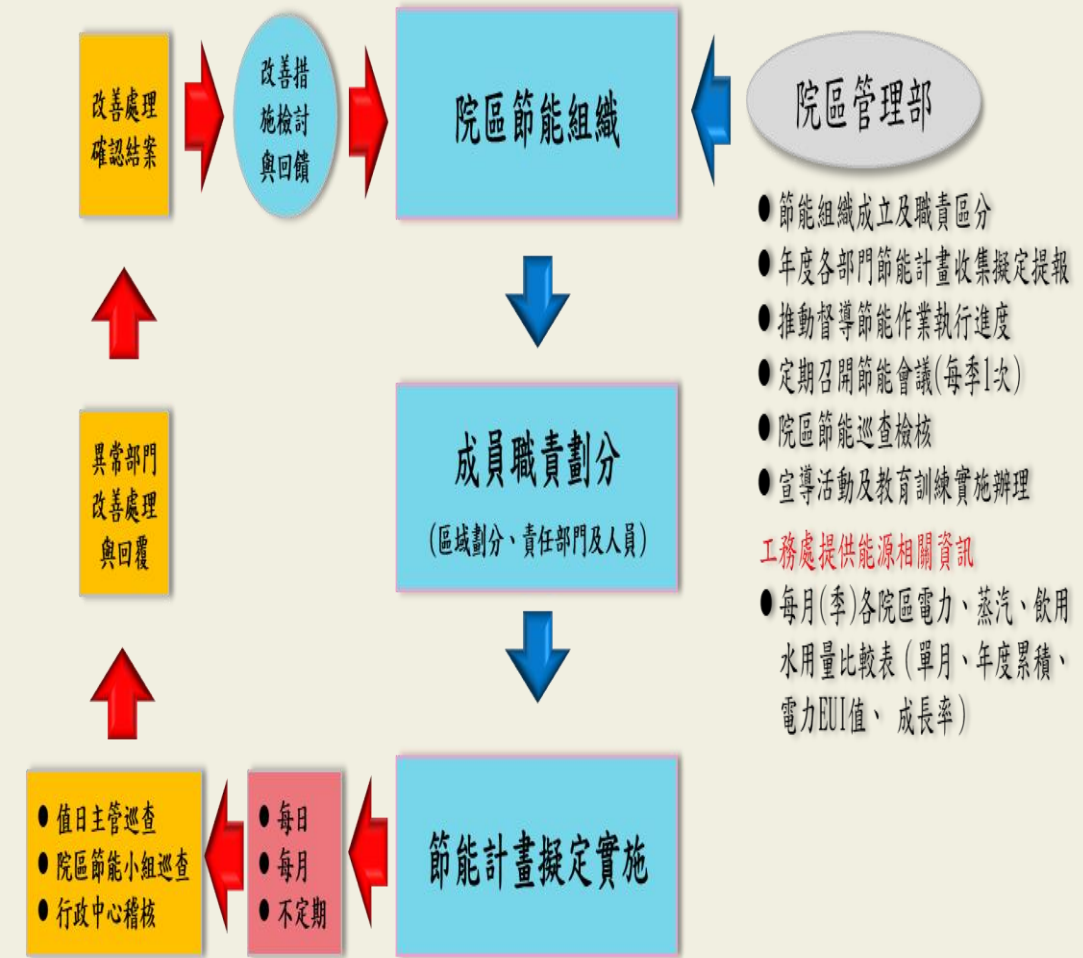 改善處理
確認結案
改善措
施檢討
與回饋
院區節能組織
院區管理部
● 節能組織成立及職責區分
● 年度各部門節能計畫收集擬定提報
● 推動督導節能作業執行進度
● 定期召開節能會議(每季1次)
● 院區節能巡查檢核
● 宣導活動及教育訓練實施辦理
工務處提供能源相關資訊
● 每月(季)各院區電力、蒸汽、飲用
水用量比較表(單月、年度累積、
電力EUI值、 成長率)
異常部門
改善處理
與回覆
成員職責劃分
(區域劃分、責任部門及人員)
● 值日主管巡查
● 院區節能小組巡查
● 行政中心稽核
● 每日
● 每月
● 不定期
節能計畫擬定實施